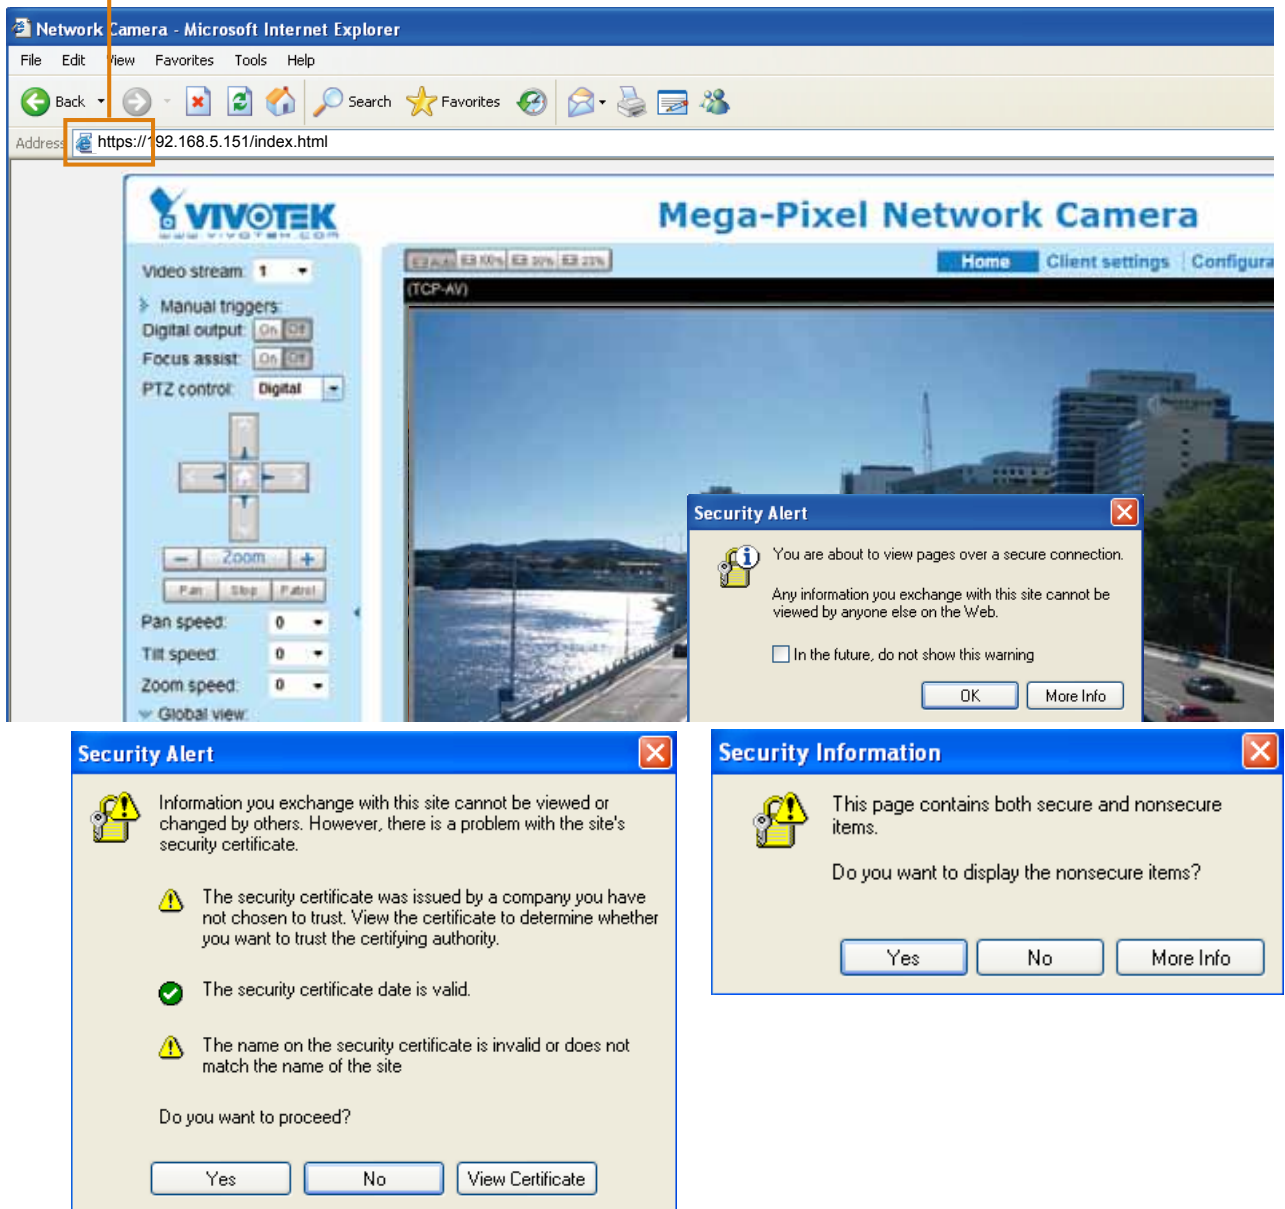 Network Camera - Microsoft Internet Explorer
File Edit View Favorites Tools Help
Back Search Favorites
Address https://192.168.5.151/index.html
VIVOTEK
WWW.VIVOTEK.COM
Mega-Pixel Network Camera
Video stream: 1
Auto 100% 50% 25%
Home Client settings Configura
(TCP-AV)
Manual triggers:
Digital output: On Off
Focus assist: On Off
PTZ control: Digital
Zoom
Pan Stop Patrol
Pan speed: 0
Tilt speed: 0
Zoom speed: 0
Global view:
Security Alert
You are about to view pages over a secure connection.
Any information you exchange with this site cannot be
viewed by anyone else on the Web.
In the future, do not show this warning
OK More Info
Security Alert
Information you exchange with this site cannot be viewed or
changed by others. However, there is a problem with the site's
security certificate.
The security certificate was issued by a company you have
not chosen to trust. View the certificate to determine whether
you want to trust the certifying authority.
The security certificate date is valid.
The name on the security certificate is invalid or does not
match the name of the site
Do you want to proceed?
Yes No View Certificate
Security Information
This page contains both secure and nonsecure
items.
Do you want to display the nonsecure items?
Yes No More Info